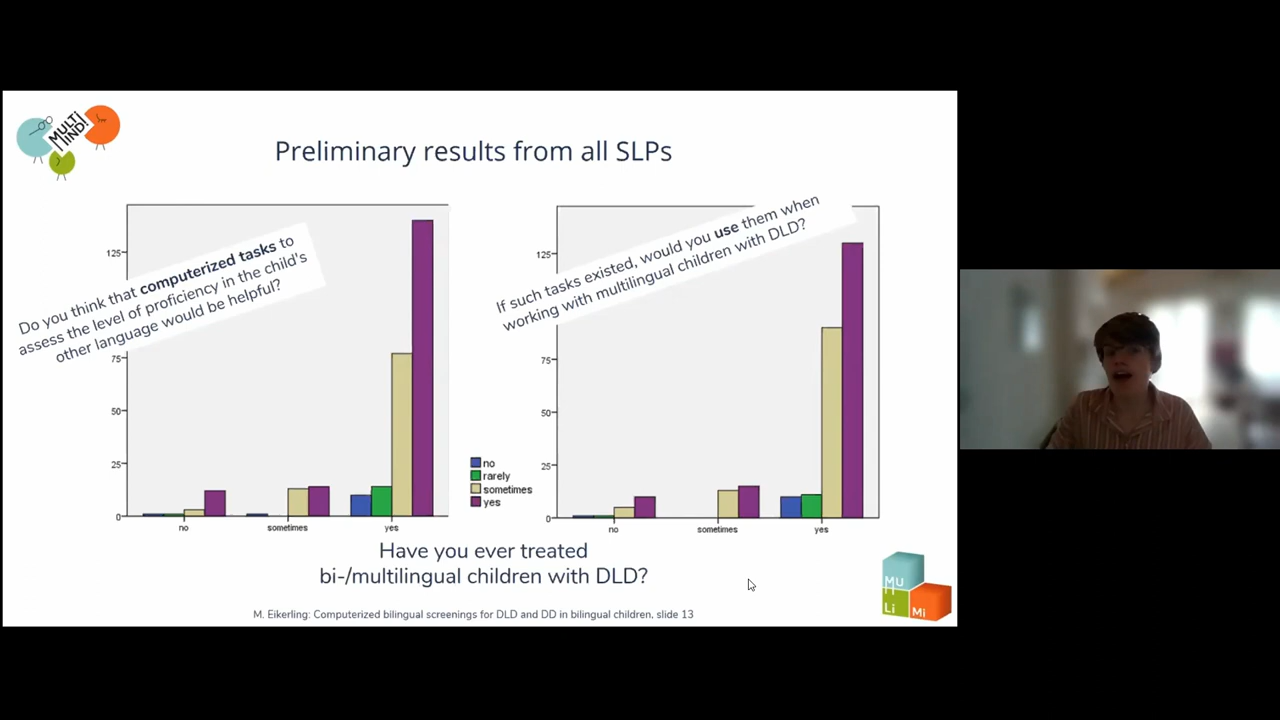 MULTI
MIND!
Preliminary results from all SLPs
Do you think that computerized tasks to
assess the level of proficiency in the child's
other language would be helpful?
125
75
50
25
0
no
sometimes
yes
no
rarely
sometimes
yes
If such tasks existed, would you use them when
working with multilingual children with DLD?
125
75
50
25
0
no
sometimes
yes
Have you ever treated
bi-/multilingual children with DLD?
M. Eikerling: Computerized bilingual screenings for DLD and DD in bilingual children, slide 13
MU
Li
Mi